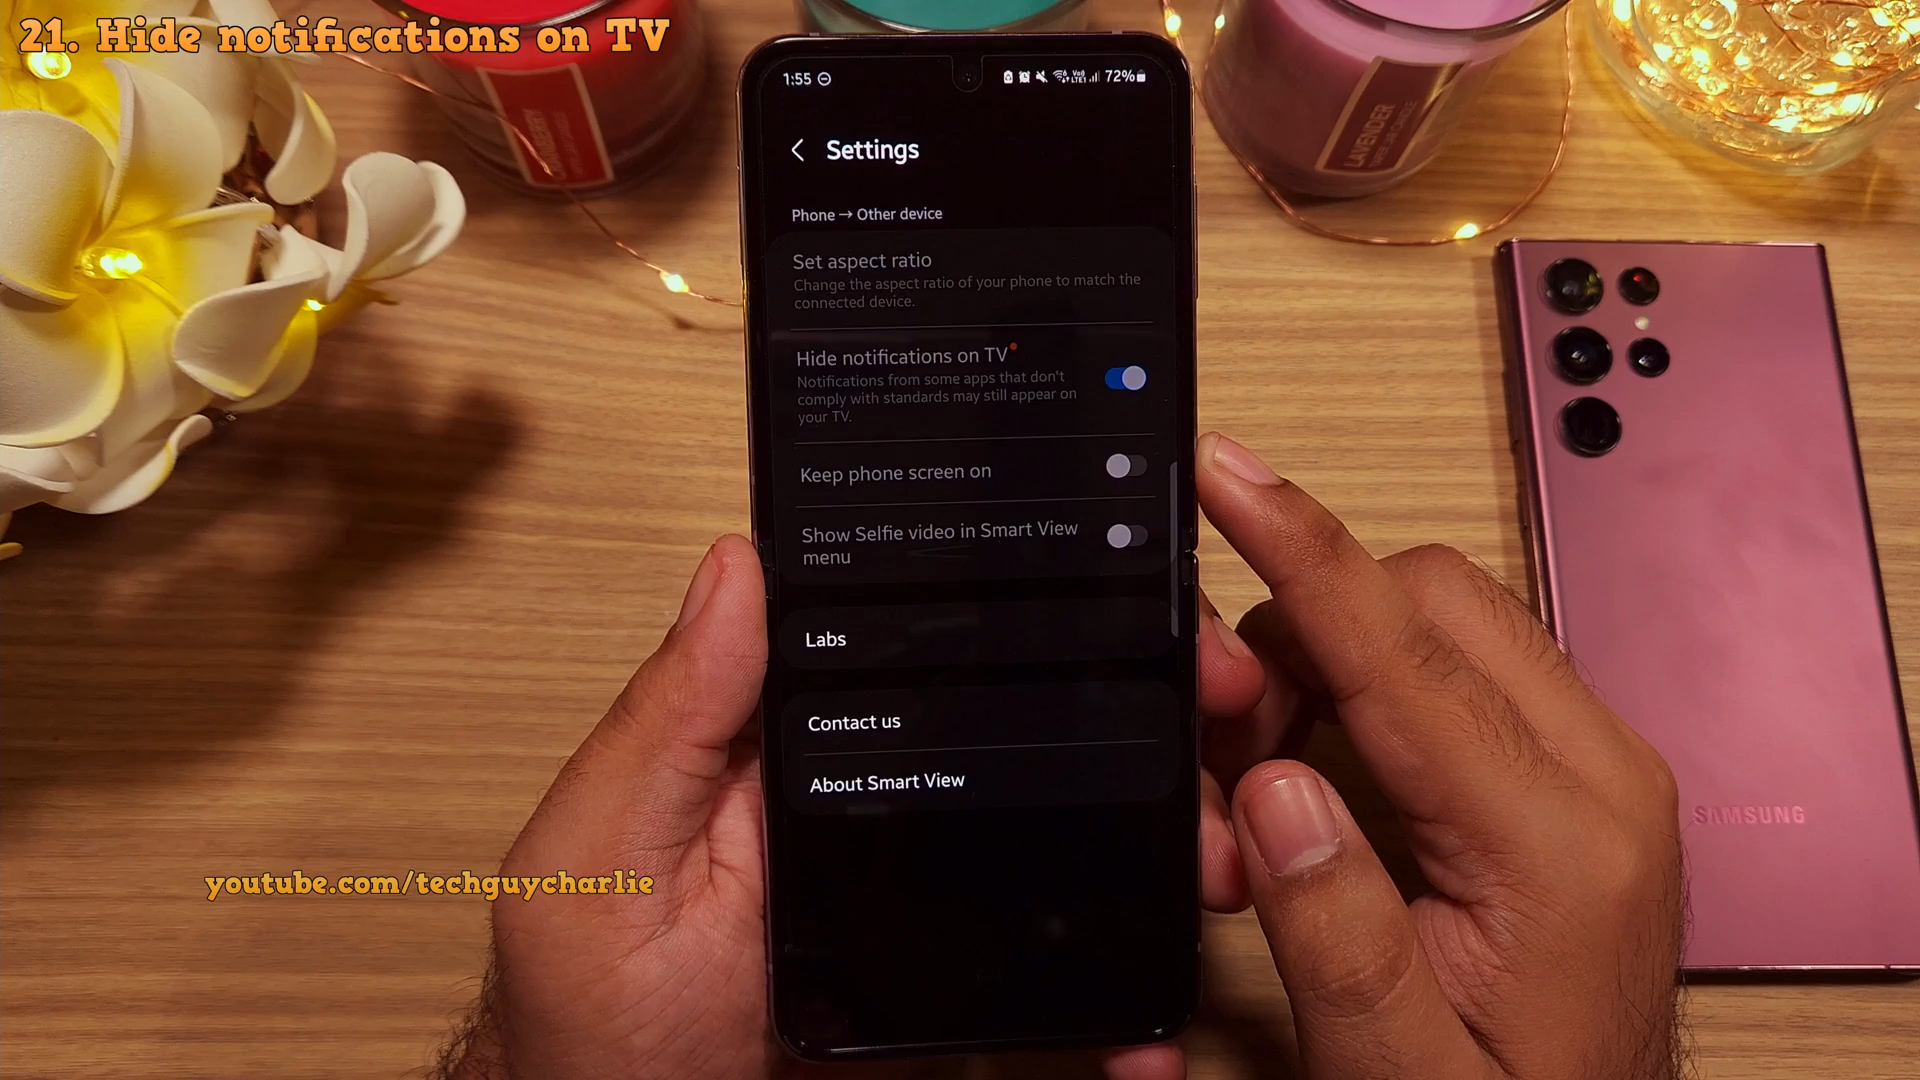 21. Hide notifications on TV
1:55
72%
Settings
Phone → Other device
Set aspect ratio
Change the aspect ratio of your phone to match the
connected device.
Hide notifications on TV
Notifications from some apps that don't
comply with standards may still appear on
your TV.
Keep phone screen on
Show Selfie video in Smart View
menu
Labs
Contact us
About Smart View
LAVENDER
SAMSUNG
youtube.com/techguycharlie